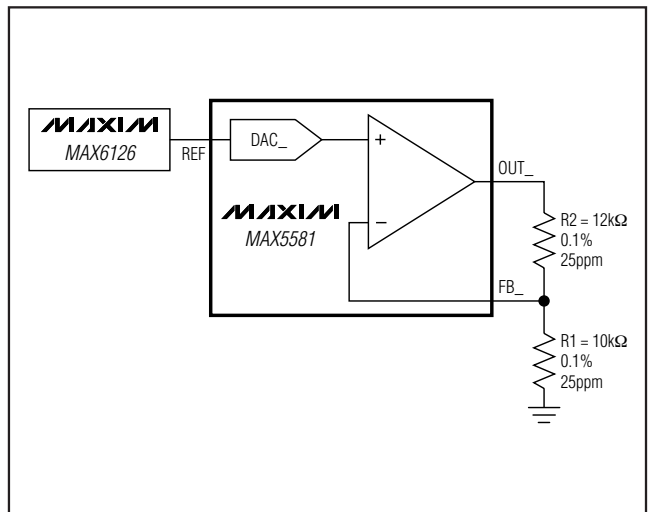 MAXIM
MAX6126
REF
DAC_
+
−
OUT_
MAXIM
MAX5581
FB_
R2 = 12kΩ
0.1%
25ppm
R1 = 10kΩ
0.1%
25ppm